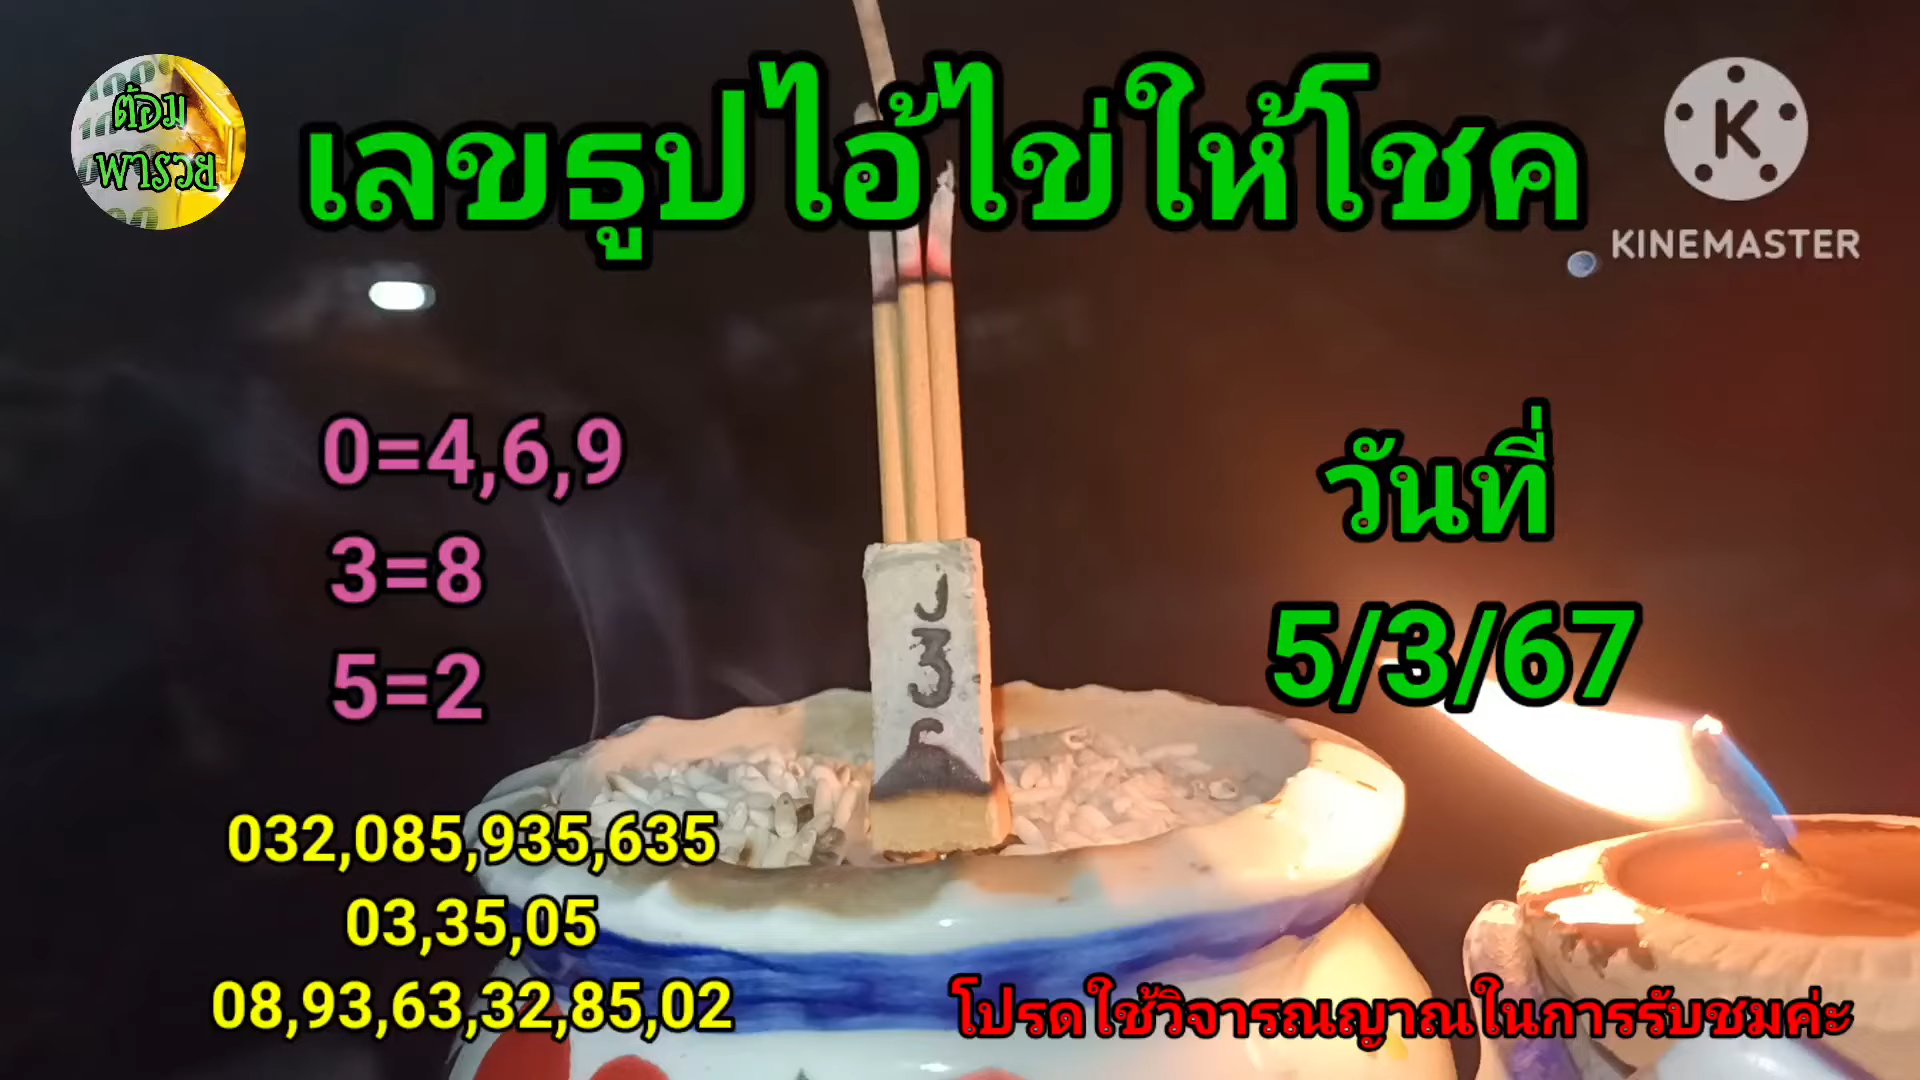 ต้อม
พารวย
เลขธูปไอ้ไข่ให้โชค
K
KINEMASTER
0=4,6,9
3=8
5=2
วันที่
5/3/67
3
032,085,935,635
03,35,05
08,93,63,32,85,02
โปรดใช้วิจารณญาณในการรับชมค่ะ